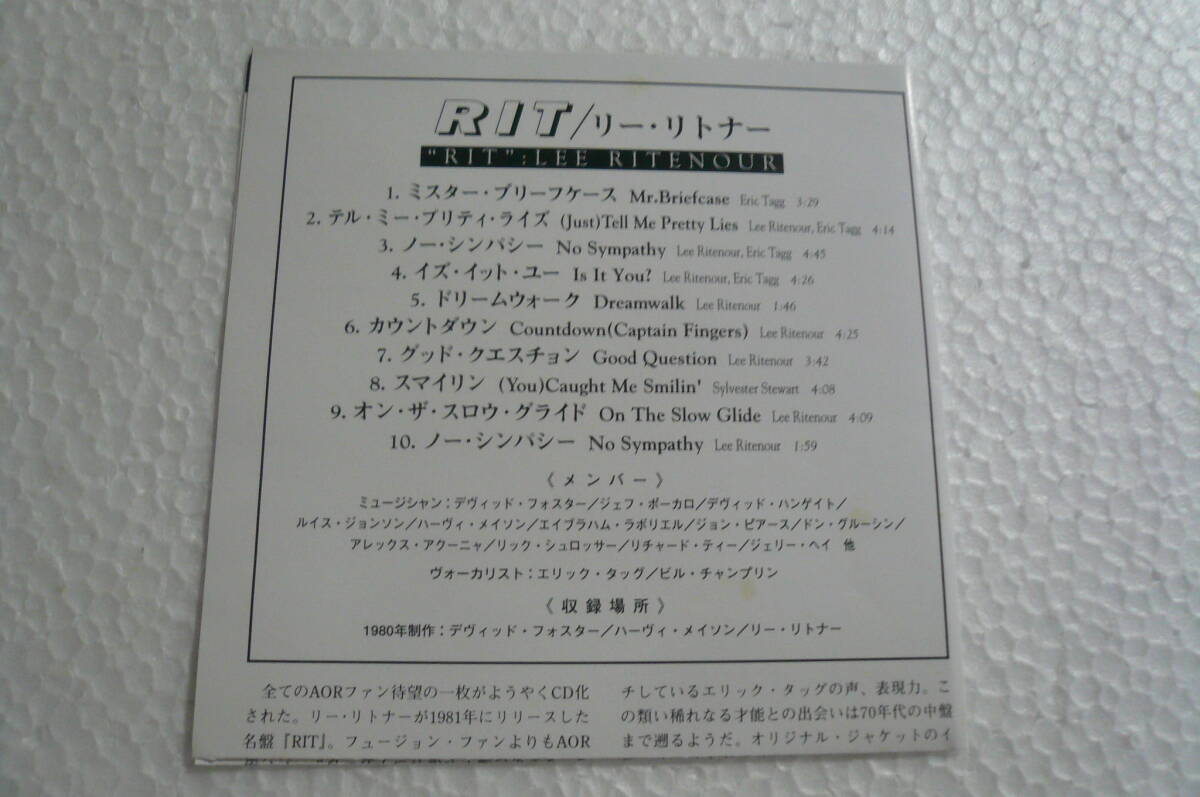 RIT/リー・リトナー
"RIT":LEE RITENOUR
1. ミスター・ブリーフケース Mr.Briefcase Eric Tagg 3:29
2. テル・ミー・プリティ・ライズ (Just)Tell Me Pretty Lies Lee Ritenour, Eric Tagg 4:14
3. ノー・シンパシー No Sympathy Lee Ritenour, Eric Tagg 4:45
4. イズ・イット・ユー Is It You? Lee Ritenour, Eric Tagg 4:26
5. ドリームウォーク Dreamwalk Lee Ritenour 1:46
6. カウントダウン Countdown(Captain Fingers) Lee Ritenour 4:25
7. グッド・クエスチョン Good Question Lee Ritenour 3:42
8. スマイリン (You)Caught Me Smilin' Sylvester Stewart 4:08
9. オン・ザ・スロウ・グライド On The Slow Glide Lee Ritenour 4:09
10. ノー・シンパシー No Sympathy Lee Ritenour 1:59
《メンバー》
ミュージシャン：デヴィッド・フォスター／ジェフ・ポーカロ／デヴィッド・ハンゲイト／
ルイス・ジョンソン／ハーヴィ・メイソン／エイブラハム・ラボリエル／ジョン・ピアース／ドン・グルーシン／
アレックス・アクーニャ／リック・シュロッサー／リチャード・ティー／ジェリー・ヘイ 他
ヴォーカリスト：エリック・タッグ／ビル・チャンプリン
《収録場所》
1980年制作：デヴィッド・フォスター／ハーヴィ・メイソン／リー・リトナー
全てのAORファン待望の一枚がようやくCD化
された。リー・リトナーが1981年にリリースした
名盤『RIT』。フュージョン・ファンよりもAOR
チしているエリック・タッグの声、表現力。こ
の類い稀れなる才能との出会いは70年代の中盤
まで遡るようだ。オリジナル・ジャケットのイ